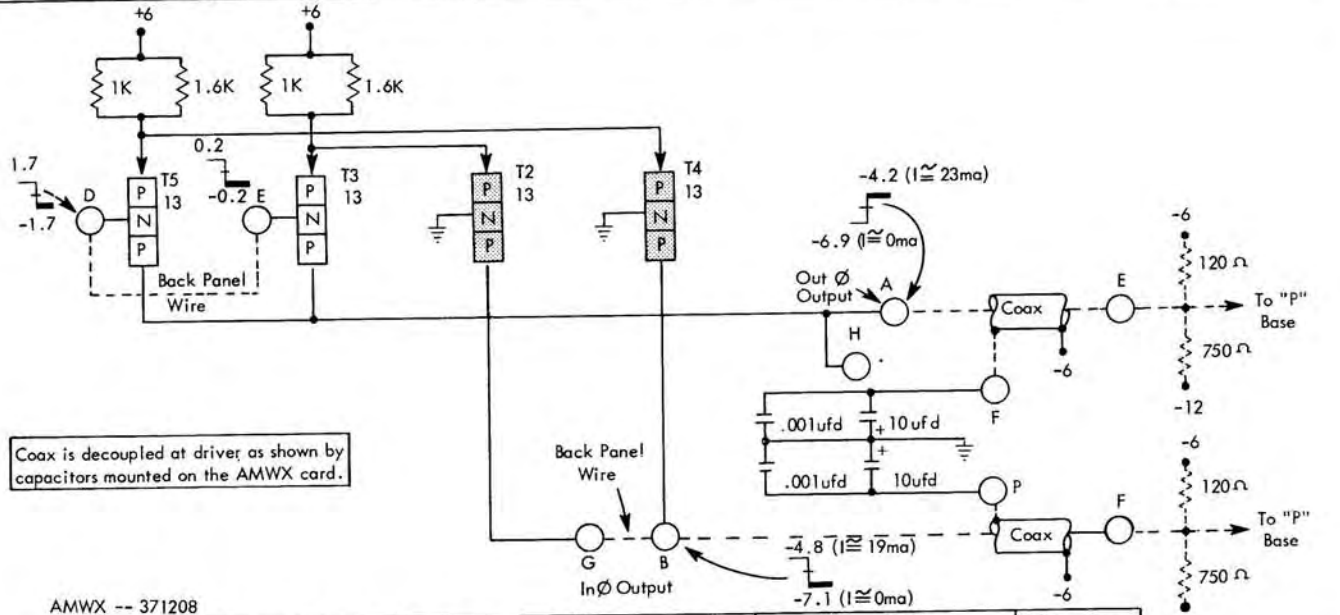 +6
+6
1K
1.6K
1K
1.6K
1.7
-1.7
D
P
N
P
T5
13
0.2
-0.2
E
P
N
P
T3
13
P
N
P
T2
13
P
N
P
T4
13
-4.2 (I≅ 23ma)
-6.9 (I≅ 0ma
Out Ø
Output
A
Back Panel
Wire
H
Coax
-6
E
-6
120 Ω
To "P"
Base
750 Ω
-12
F
.001ufd
+ 10 ufd
+
.001ufd
10ufd
P
Coax is decoupled at driver as shown by
capacitors mounted on the AMWX card.
Back Panel
Wire
G
B
In Ø Output
-4.8 (I≅ 19ma)
-7.1 (I≅ 0ma)
Coax
-6
F
-6
120 Ω
To "P"
Base
750 Ω
AMWX -- 371208